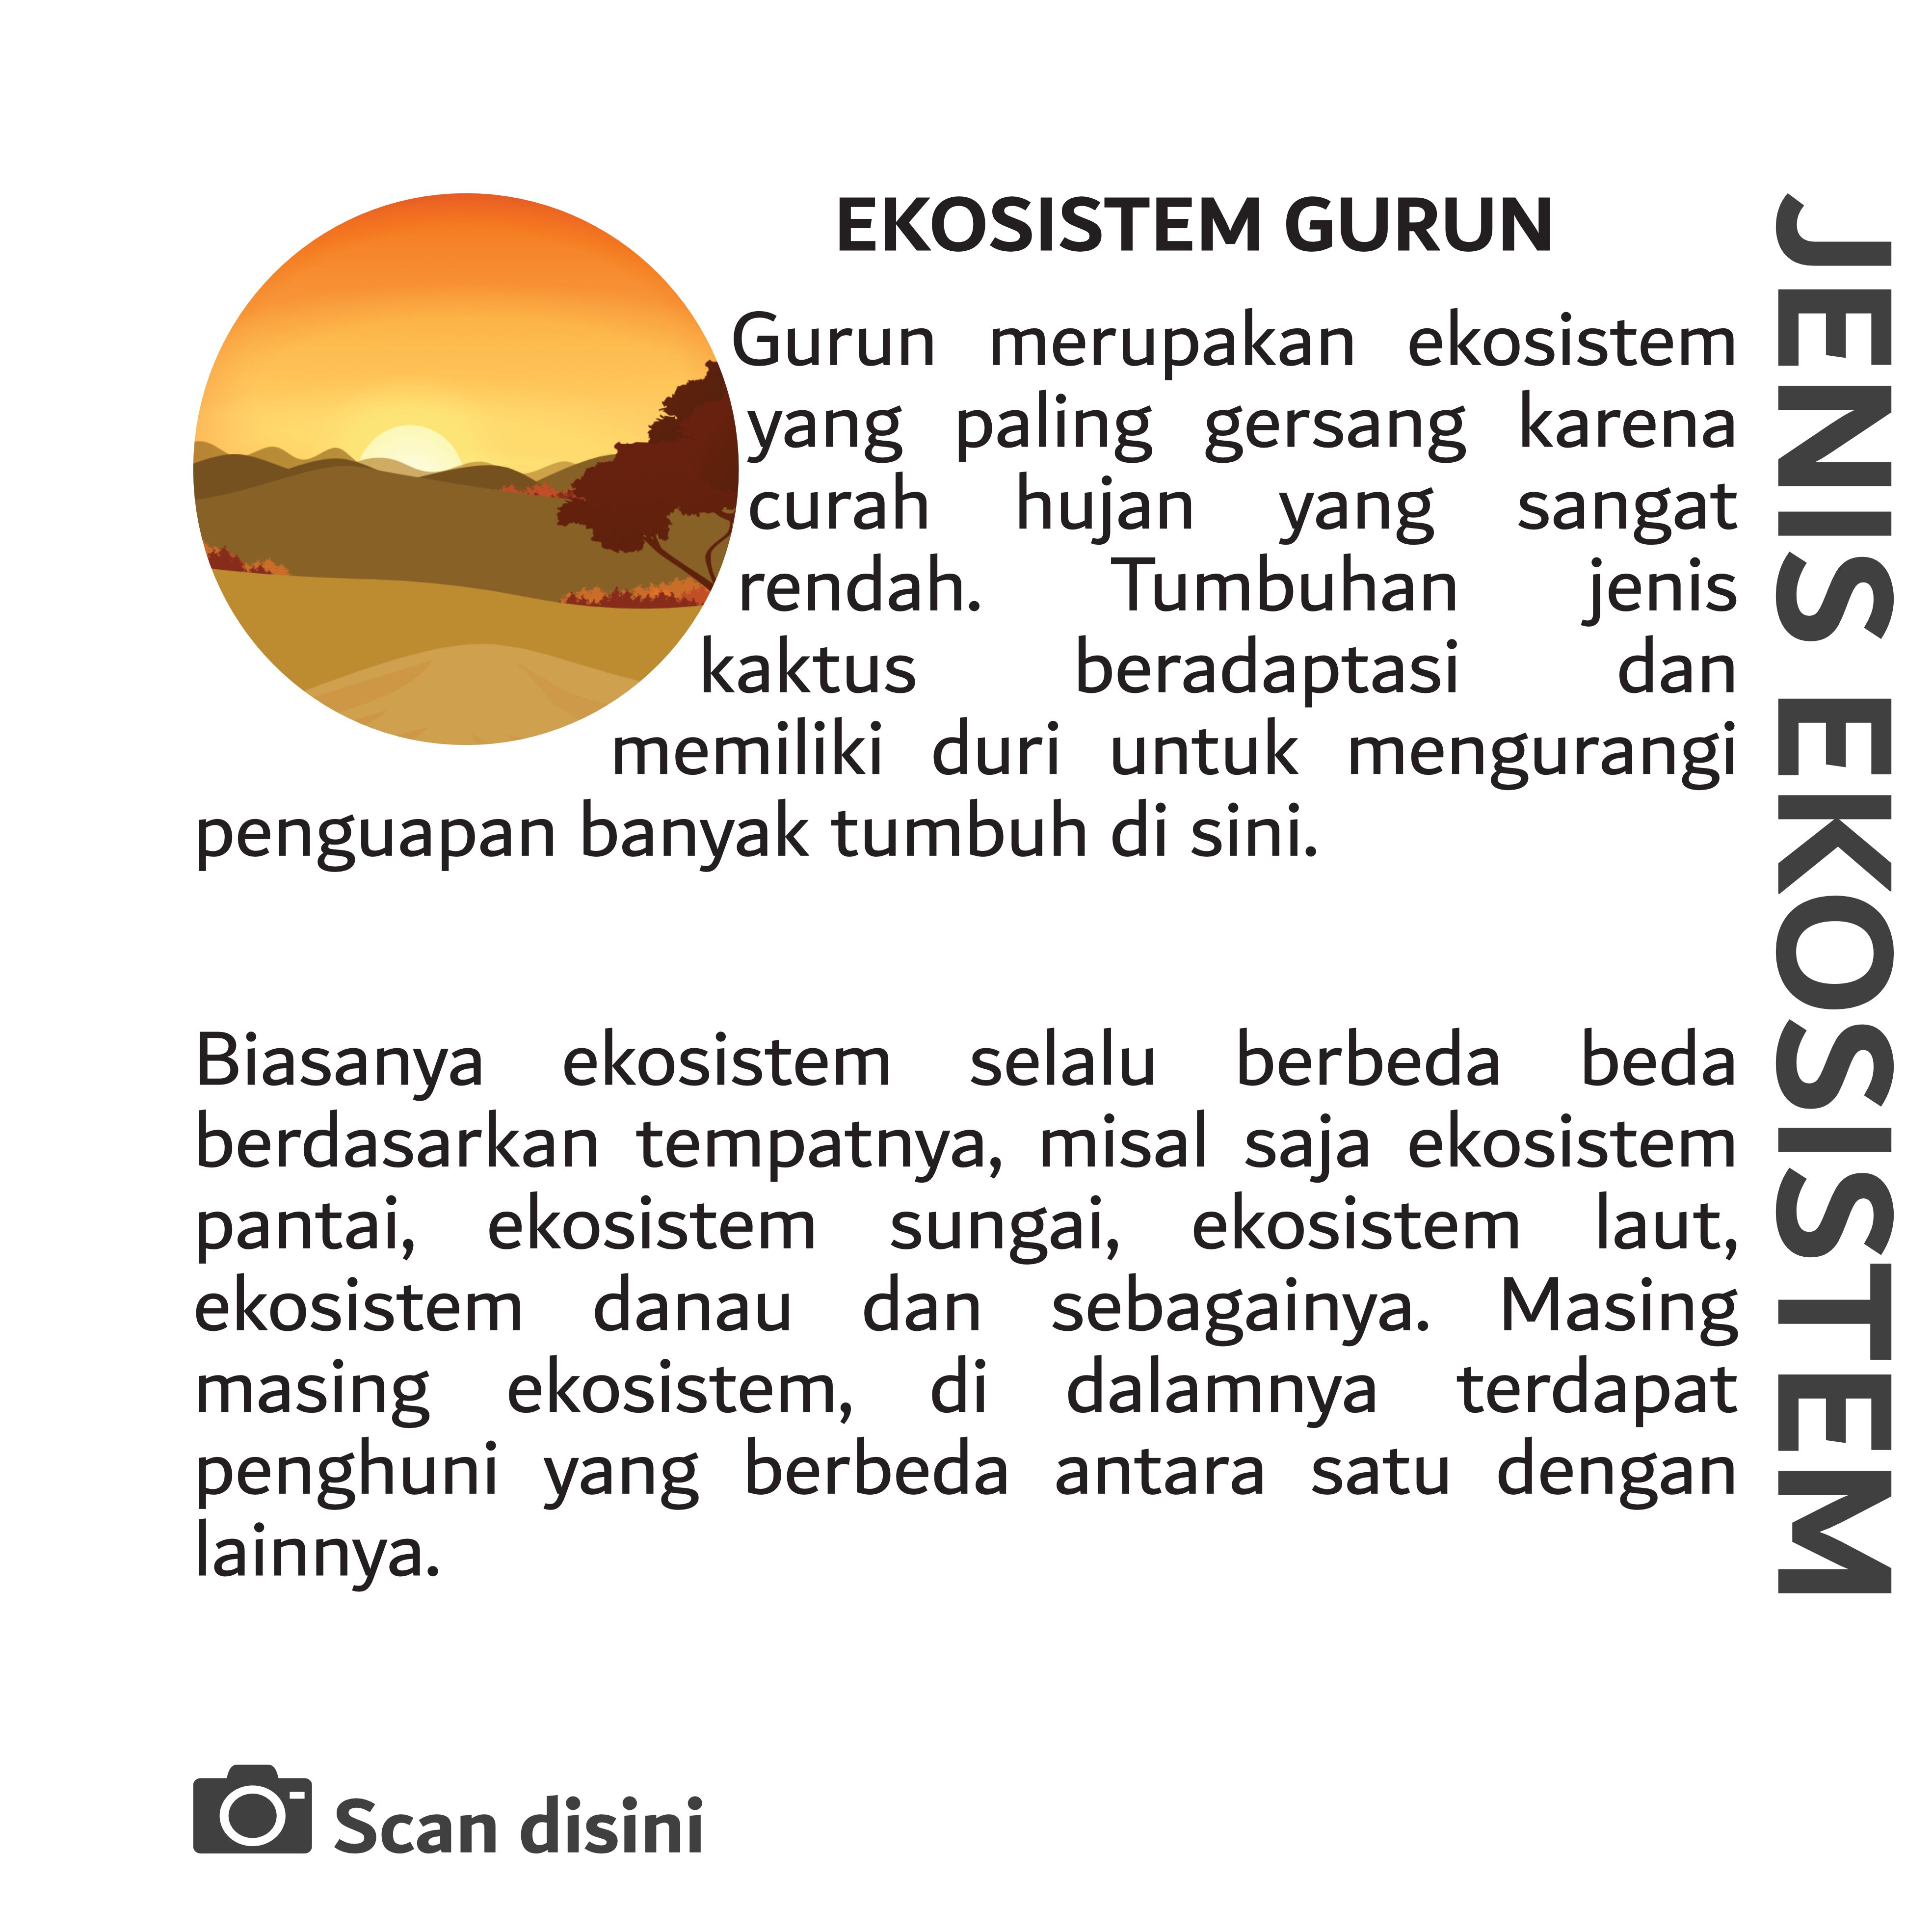 EKOSISTEM GURUN
Gurun merupakan ekosistem
yang paling gersang karena
curah hujan yang sangat
rendah. Tumbuhan jenis
kaktus beradaptasi dan
memiliki duri untuk mengurangi
penguapan banyak tumbuh di sini.
Biasanya ekosistem selalu berbeda beda
berdasarkan tempatnya, misal saja ekosistem
pantai, ekosistem sungai, ekosistem laut,
ekosistem danau dan sebagainya. Masing
masing ekosistem, di dalamnya terdapat
penghuni yang berbeda antara satu dengan
lainnya.
Scan disini
JENIS EKOSISTEM